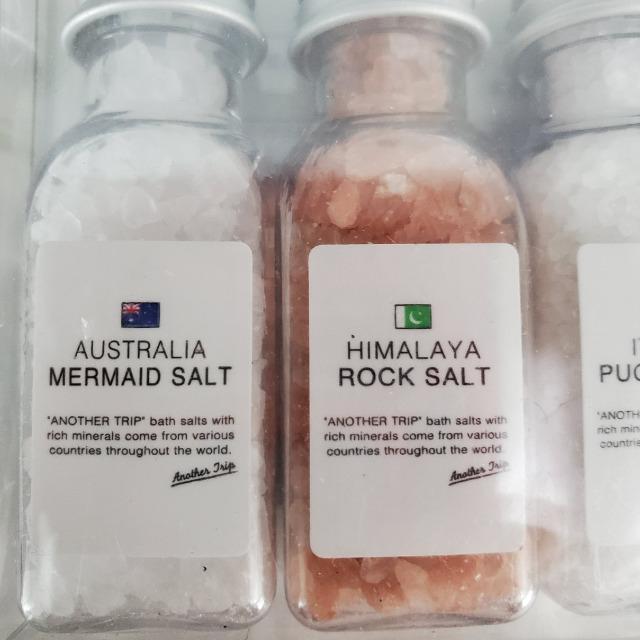 AUSTRALIA
MERMAID SALT
"ANOTHER TRIP" bath salts with
rich minerals come from various
countries throughout the world.
Another Trip
HIMALAYA
ROCK SALT
"ANOTHER TRIP" bath salts with
rich minerals come from various
countries throughout the world.
Another Trip